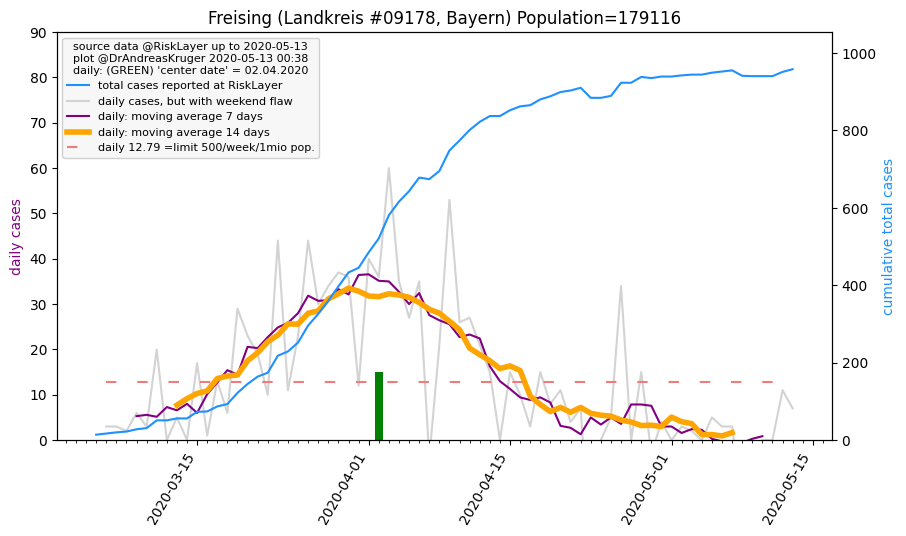 Freising (Landkreis #09178, Bayern) Population=179116
source data @RiskLayer up to 2020-05-13
plot @DrAndreasKruger 2020-05-13 00:38
daily: (GREEN) 'center date' = 02.04.2020
total cases reported at RiskLayer
daily cases, but with weekend flaw
daily: moving average 7 days
daily: moving average 14 days
daily 12.79 =limit 500/week/1mio pop.
daily cases
90
80
70
60
50
40
30
20
10
0
cumulative total cases
1000
800
600
400
200
0
2020-03-15
2020-04-01
2020-04-15
2020-05-01
2020-05-15